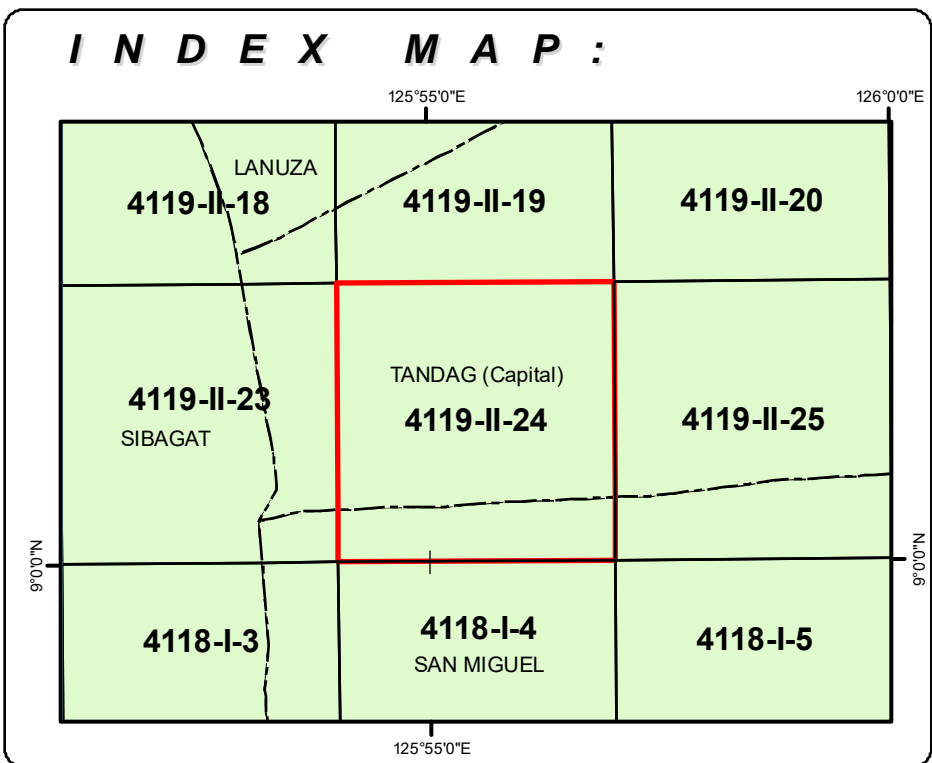 INDEX MAP:
125°55'0"E
126°0'0"E
LANUZA
4119-II-18
4119-II-19
4119-II-20
TANDAG (Capital)
4119-II-23
4119-II-24
4119-II-25
SIBAGAT
9°0'0"N
9°0'0"N
4118-I-3
4118-I-4
4118-I-5
SAN MIGUEL
125°55'0"E